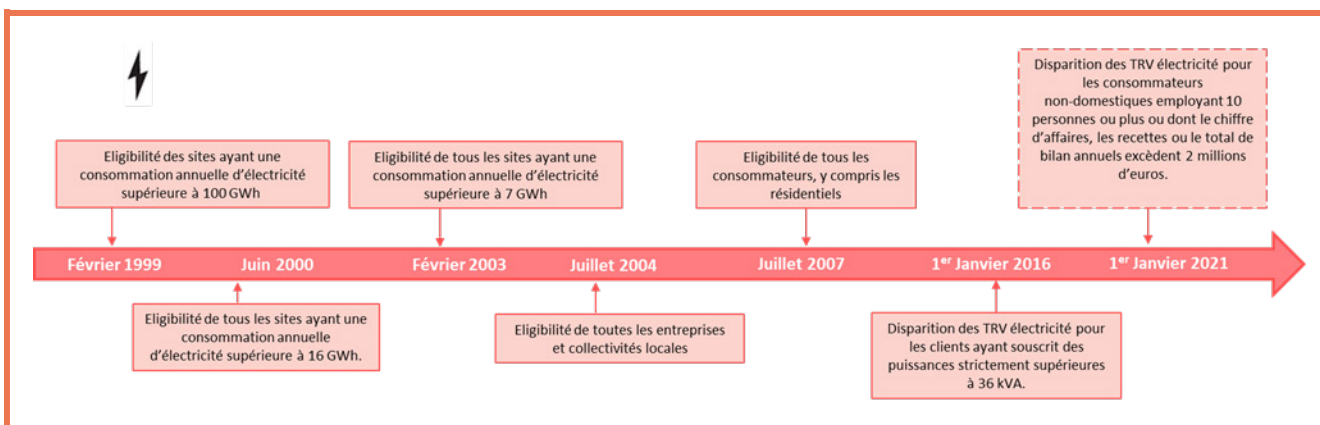 Disparition des TRV électricité pour
les consommateurs
non-domestiques employant 10
personnes ou plus ou dont le chiffre
d'affaires, les recettes ou le total de
bilan annuels excèdent 2 millions
d'euros.
Eligibilité des sites ayant une
consommation annuelle d'électricité
supérieure à 100 GWh
Eligibilité de tous les sites ayant une
consommation annuelle d'électricité
supérieure à 7 GWh
Eligibilité de tous les
consommateurs, y compris les
résidentiels
Février 1999 Juin 2000 Février 2003 Juillet 2004 Juillet 2007 1er Janvier 2016 1er Janvier 2021
Eligibilité de tous les sites ayant une
consommation annuelle
d'électricité supérieure à 16 GWh.
Eligibilité de toutes les entreprises
et collectivités locales
Disparition des TRV électricité pour
les clients ayant souscrit des
puissances strictement supérieures
à 36 kVA.